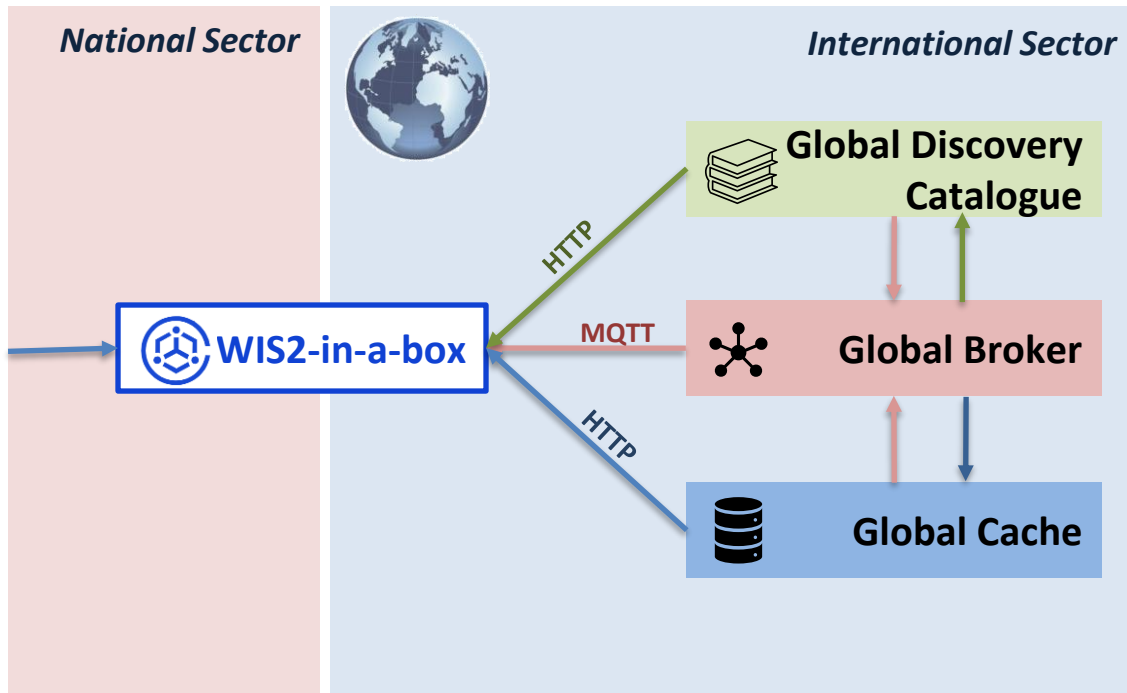 National Sector
International Sector
Global Discovery
Catalogue
HTTP
WIS2-in-a-box
MQTT
Global Broker
HTTP
Global Cache